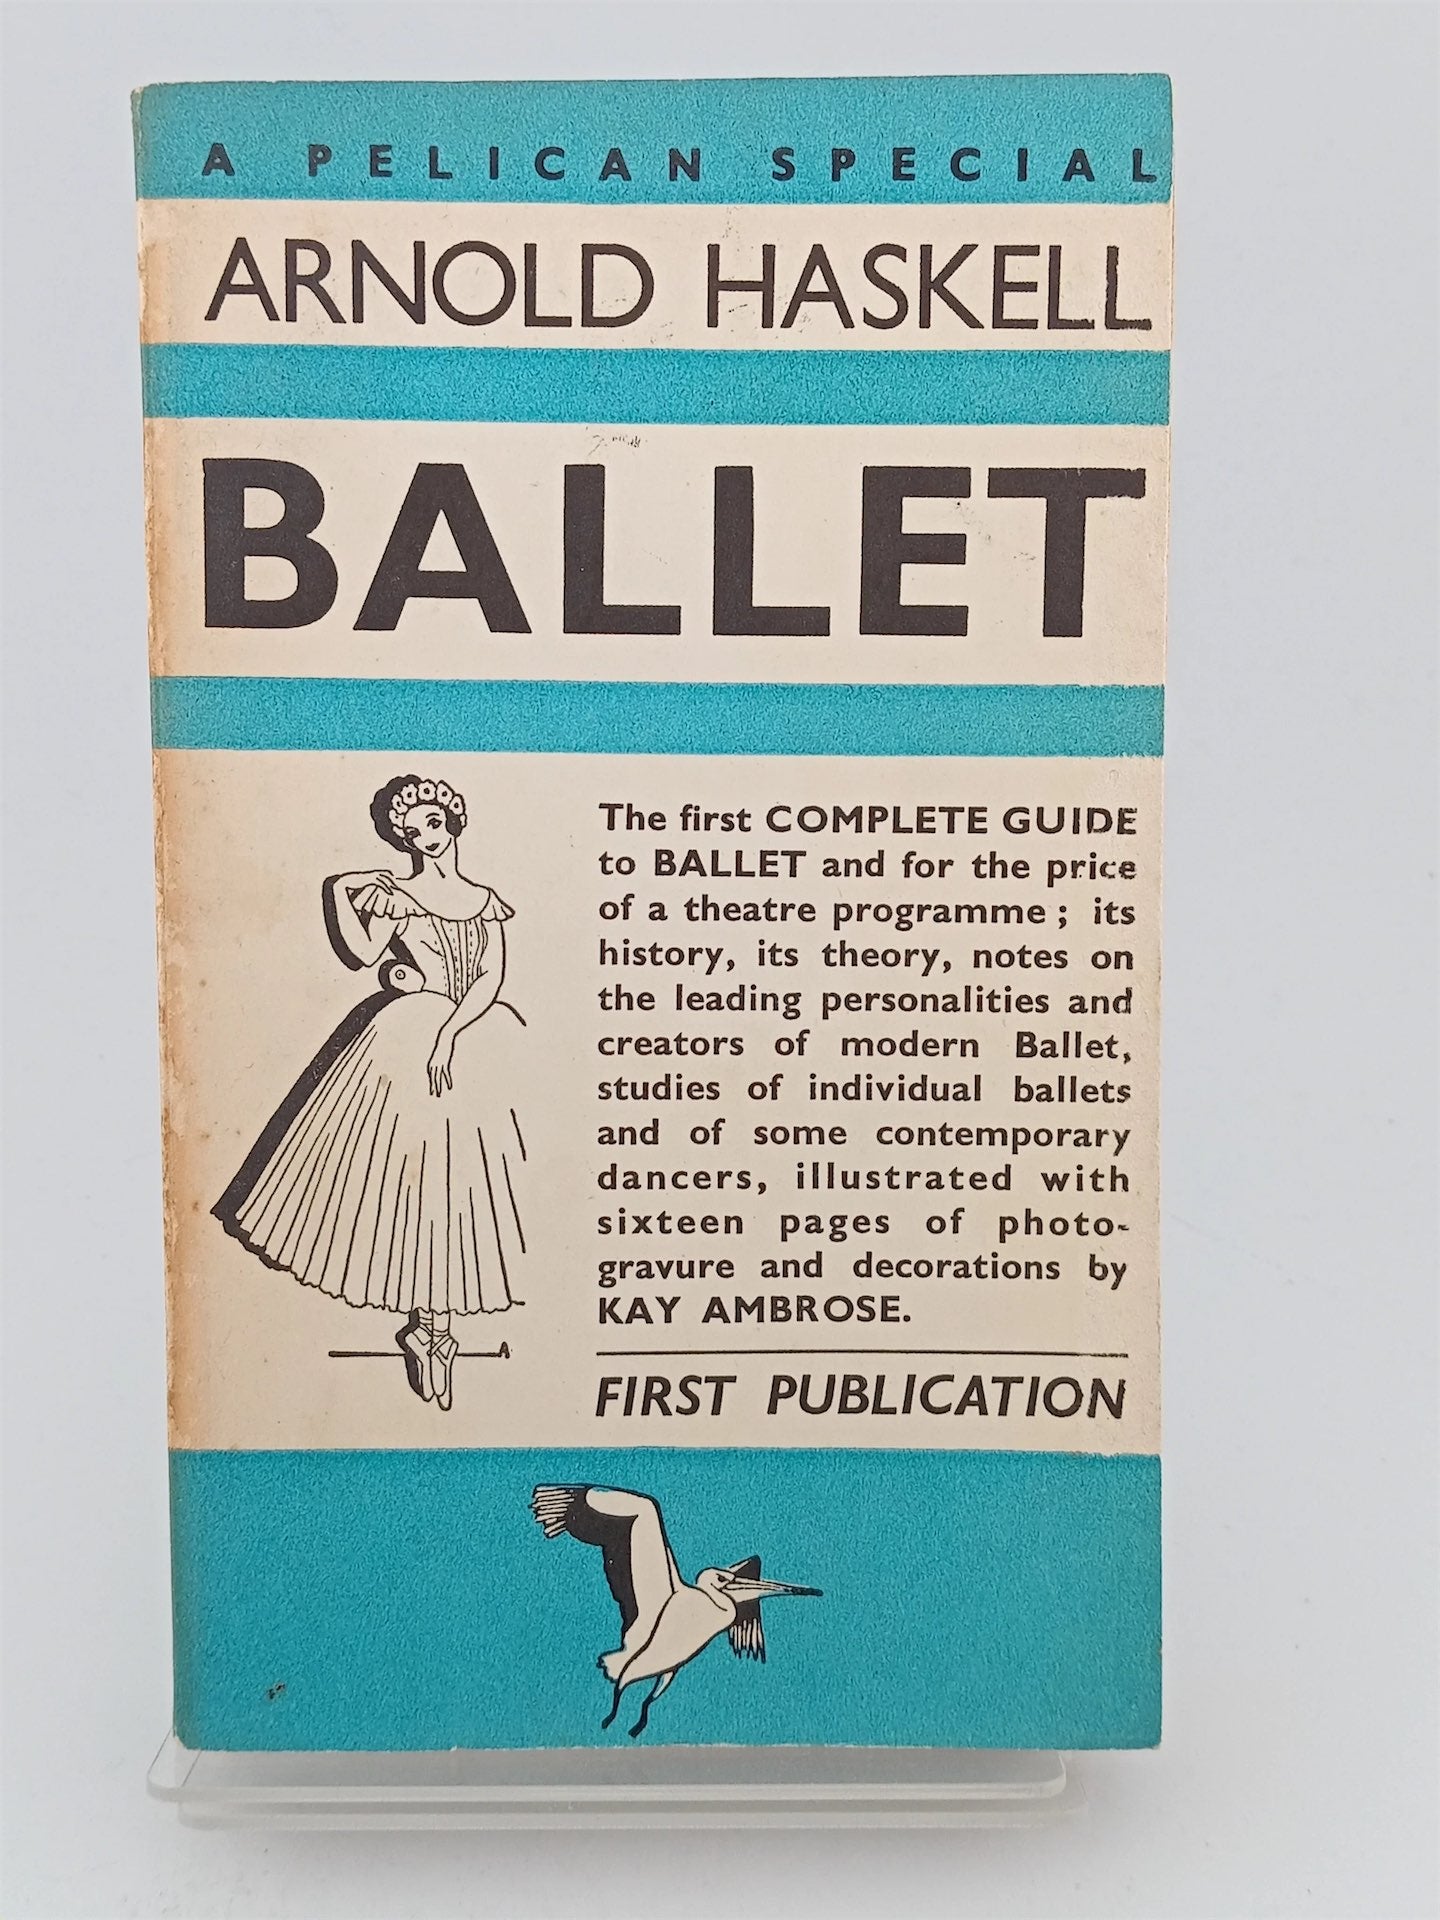 A PELICAN SPECIAL
ARNOLD HASKELL
BALLET
The first COMPLETE GUIDE
to BALLET and for the price
of a theatre programme ; its
history, its theory, notes on
the leading personalities and
creators of modern Ballet,
studies of individual ballets
and of some contemporary
dancers, illustrated with
sixteen pages of photo-
gravure and decorations by
KAY AMBROSE.
A
FIRST PUBLICATION